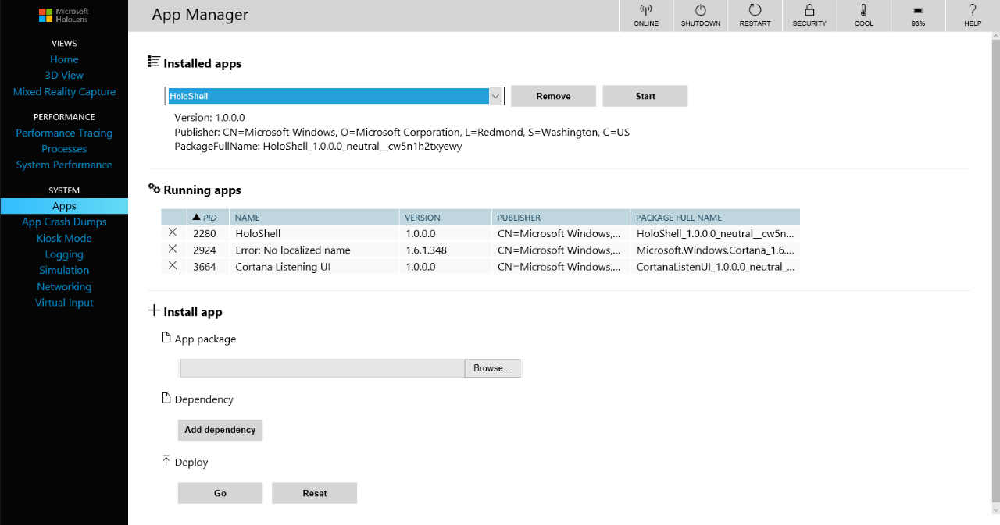 Microsoft
HoloLens
VIEWS
Home
3D View
Mixed Reality Capture
PERFORMANCE
Performance Tracing
Processes
System Performance
SYSTEM
Apps
App Crash Dumps
Kiosk Mode
Logging
Simulation
Networking
Virtual Input
App Manager
ONLINE
SHUTDOWN
RESTART
SECURITY
COOL
93%
HELP
Installed apps
HoloShell
Remove
Start
Version: 1.0.0.0
Publisher: CN=Microsoft Windows, O=Microsoft Corporation, L=Redmond, S=Washington, C=US
PackageFullName: HoloShell_1.0.0.0_neutral__cw5n1h2txyewy
Running apps
PID NAME VERSION PUBLISHER PACKAGE FULL NAME
2280 HoloShell 1.0.0.0 CN=Microsoft Windows,... HoloShell_1.0.0.0_neutral__cw5n...
2924 Error: No localized name 1.6.1.348 CN=Microsoft Windows,... Microsoft.Windows.Cortana_1.6....
3664 Cortana Listening UI 1.0.0.0 CN=Microsoft Windows,... CortanaListenUI_1.0.0.0_neutral_...
Install app
App package
Browse...
Dependency
Add dependency
Deploy
Go
Reset